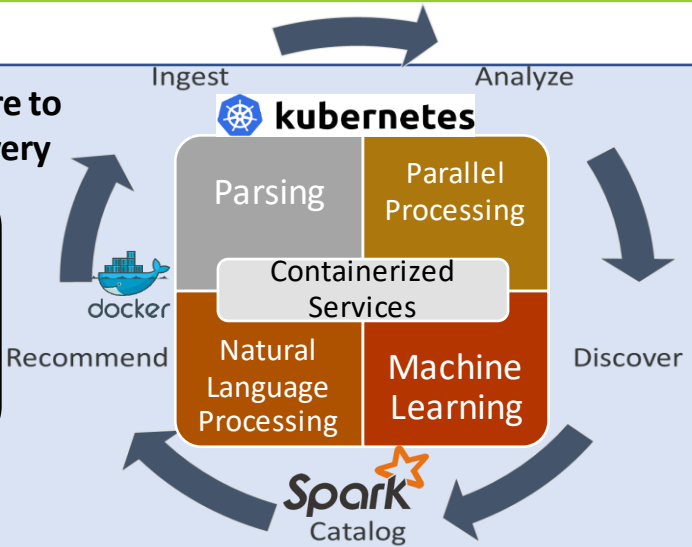 Ingest
Analyze
re to
kubernetes
very
Parsing
Parallel
Processing
docker
Containerized
Services
Recommend
Natural
Language
Processing
Machine
Learning
Discover
Spark
Catalog